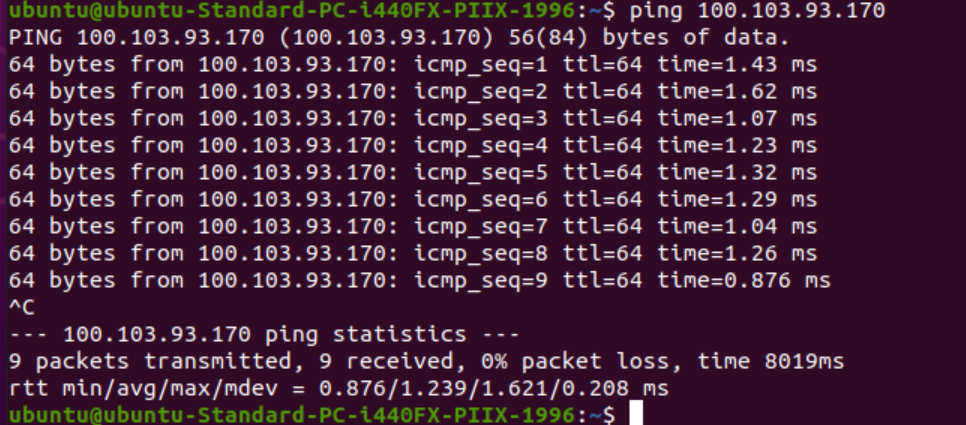 ubuntu@ubuntu-Standard-PC-i440FX-PIIX-1996:~$ ping 100.103.93.170
PING 100.103.93.170 (100.103.93.170) 56(84) bytes of data.
64 bytes from 100.103.93.170: icmp_seq=1 ttl=64 time=1.43 ms
64 bytes from 100.103.93.170: icmp_seq=2 ttl=64 time=1.62 ms
64 bytes from 100.103.93.170: icmp_seq=3 ttl=64 time=1.07 ms
64 bytes from 100.103.93.170: icmp_seq=4 ttl=64 time=1.23 ms
64 bytes from 100.103.93.170: icmp_seq=5 ttl=64 time=1.32 ms
64 bytes from 100.103.93.170: icmp_seq=6 ttl=64 time=1.29 ms
64 bytes from 100.103.93.170: icmp_seq=7 ttl=64 time=1.04 ms
64 bytes from 100.103.93.170: icmp_seq=8 ttl=64 time=1.26 ms
64 bytes from 100.103.93.170: icmp_seq=9 ttl=64 time=0.876 ms
^C
--- 100.103.93.170 ping statistics ---
9 packets transmitted, 9 received, 0% packet loss, time 8019ms
rtt min/avg/max/mdev = 0.876/1.239/1.621/0.208 ms
ubuntu@ubuntu-Standard-PC-i440FX-PIIX-1996:~$